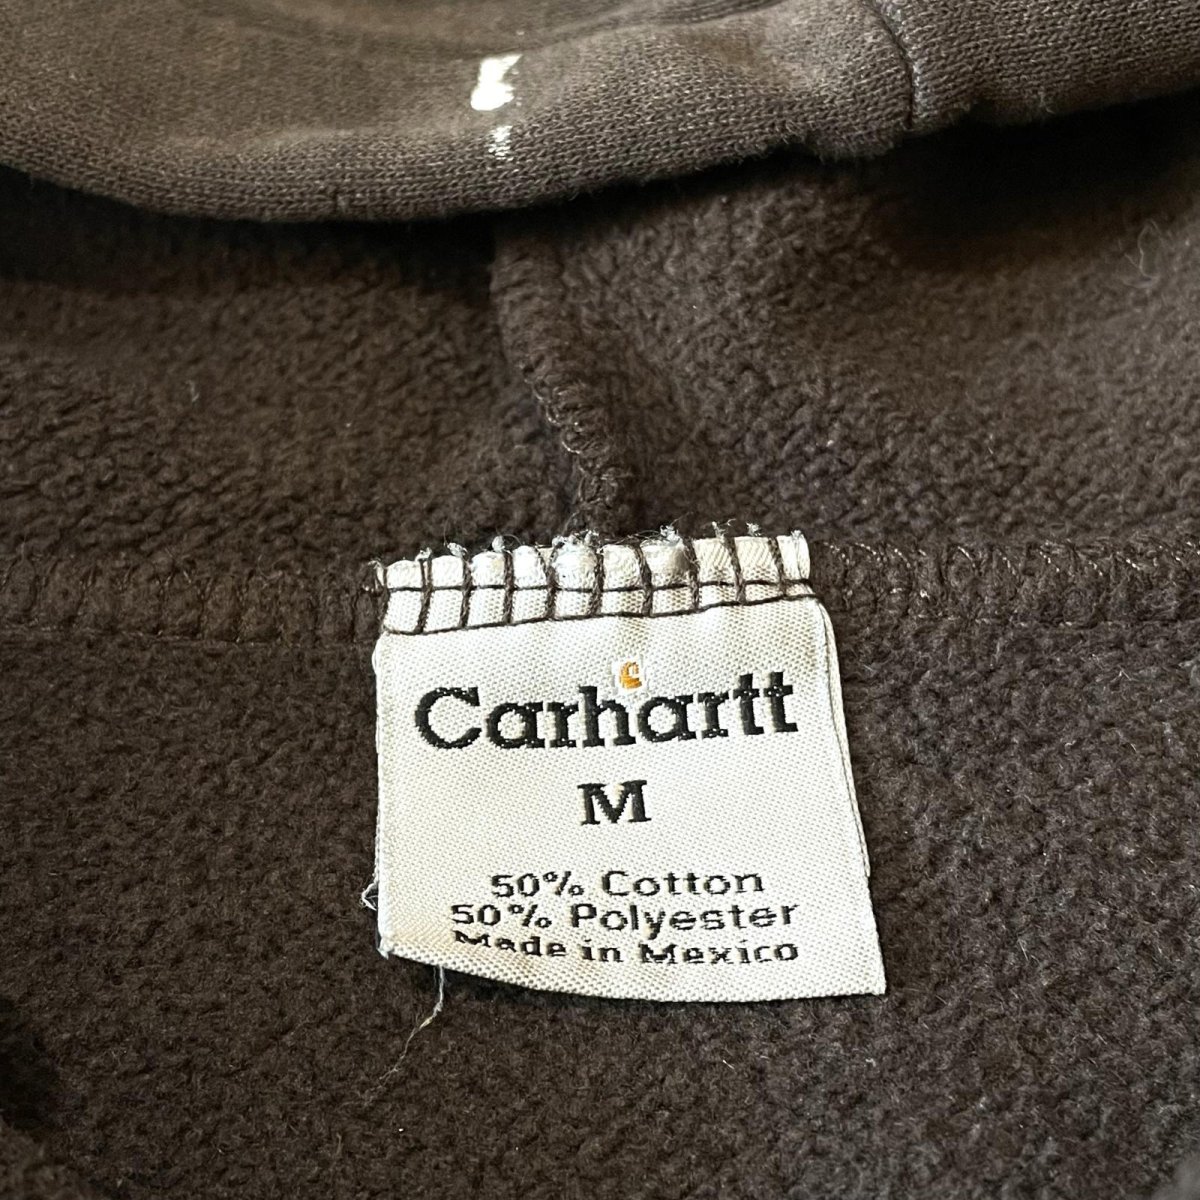 Carhartt
M
50% Cotton
50% Polyester
Made in Mexico